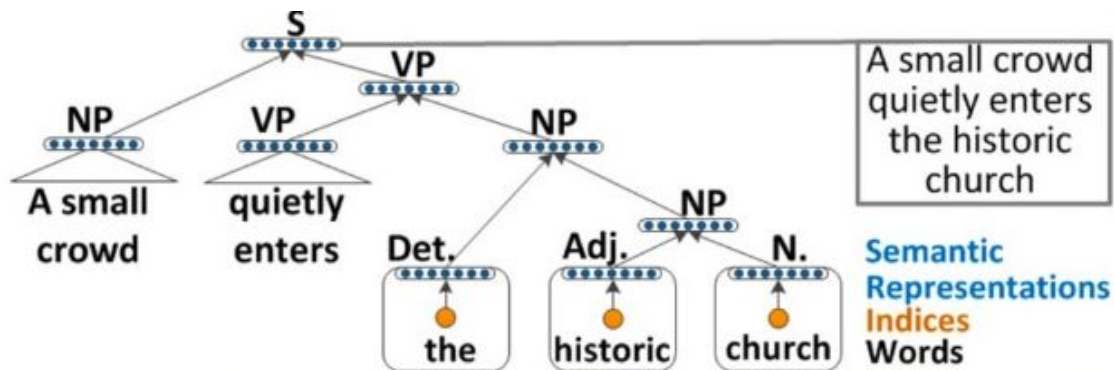 S
VP
NP
VP
NP
A small
crowd
quietly
enters
NP
Det.
Adj.
N.
the
historic
church
A small crowd
quietly enters
the historic
church
Semantic
Representations
Indices
Words